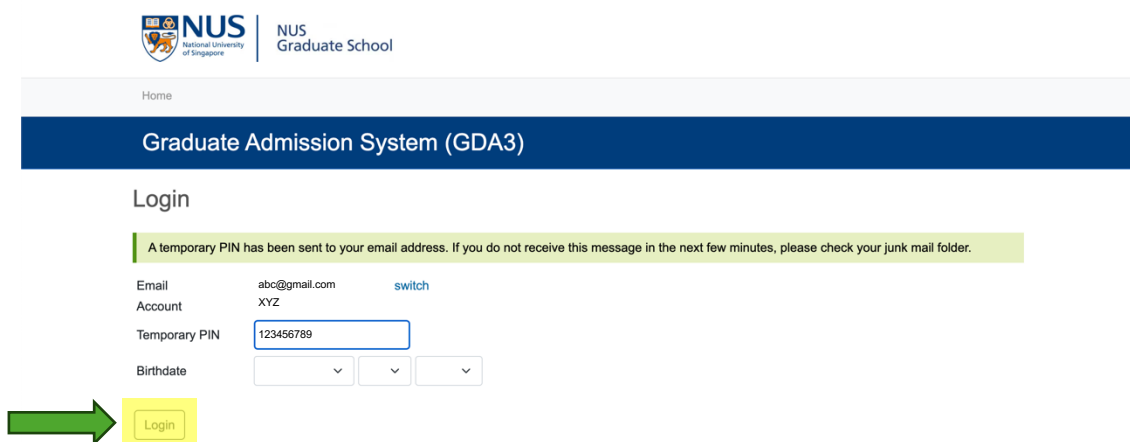 NUS
National University
of Singapore
NUS
Graduate School
Home
Graduate Admission System (GDA3)
Login
A temporary PIN has been sent to your email address. If you do not receive this message in the next few minutes, please check your junk mail folder.
Email abc@gmail.com switch
Account XYZ
Temporary PIN 123456789
Birthdate
Login